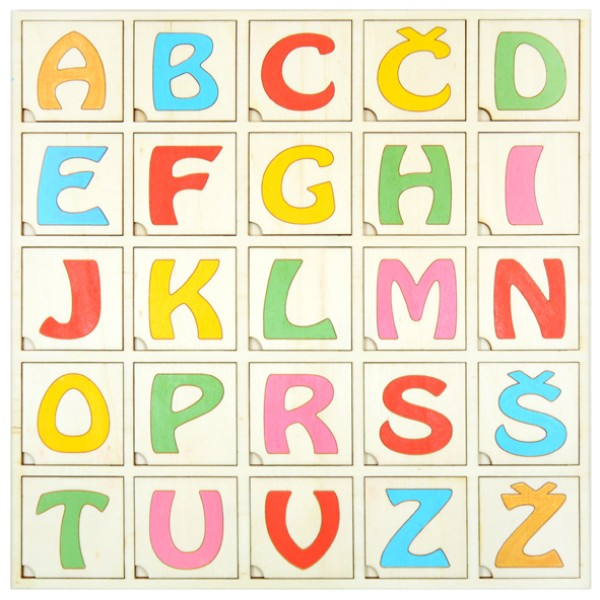 A B C Č D
E F G H I
J K L M N
O P R S Š
T U V Z Ž